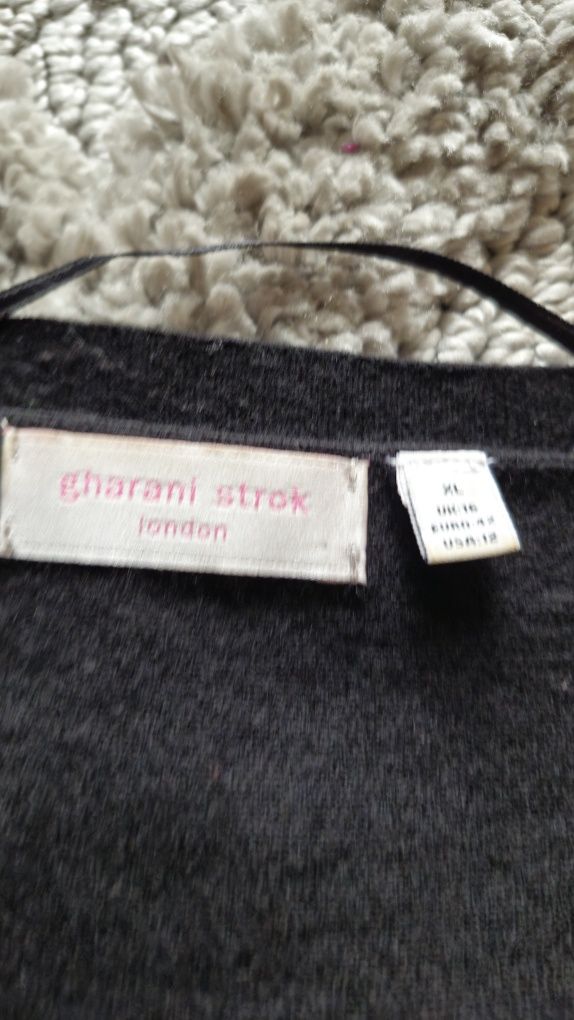 gharani strok
london
XL
UK:16
EURO:42
USA:12